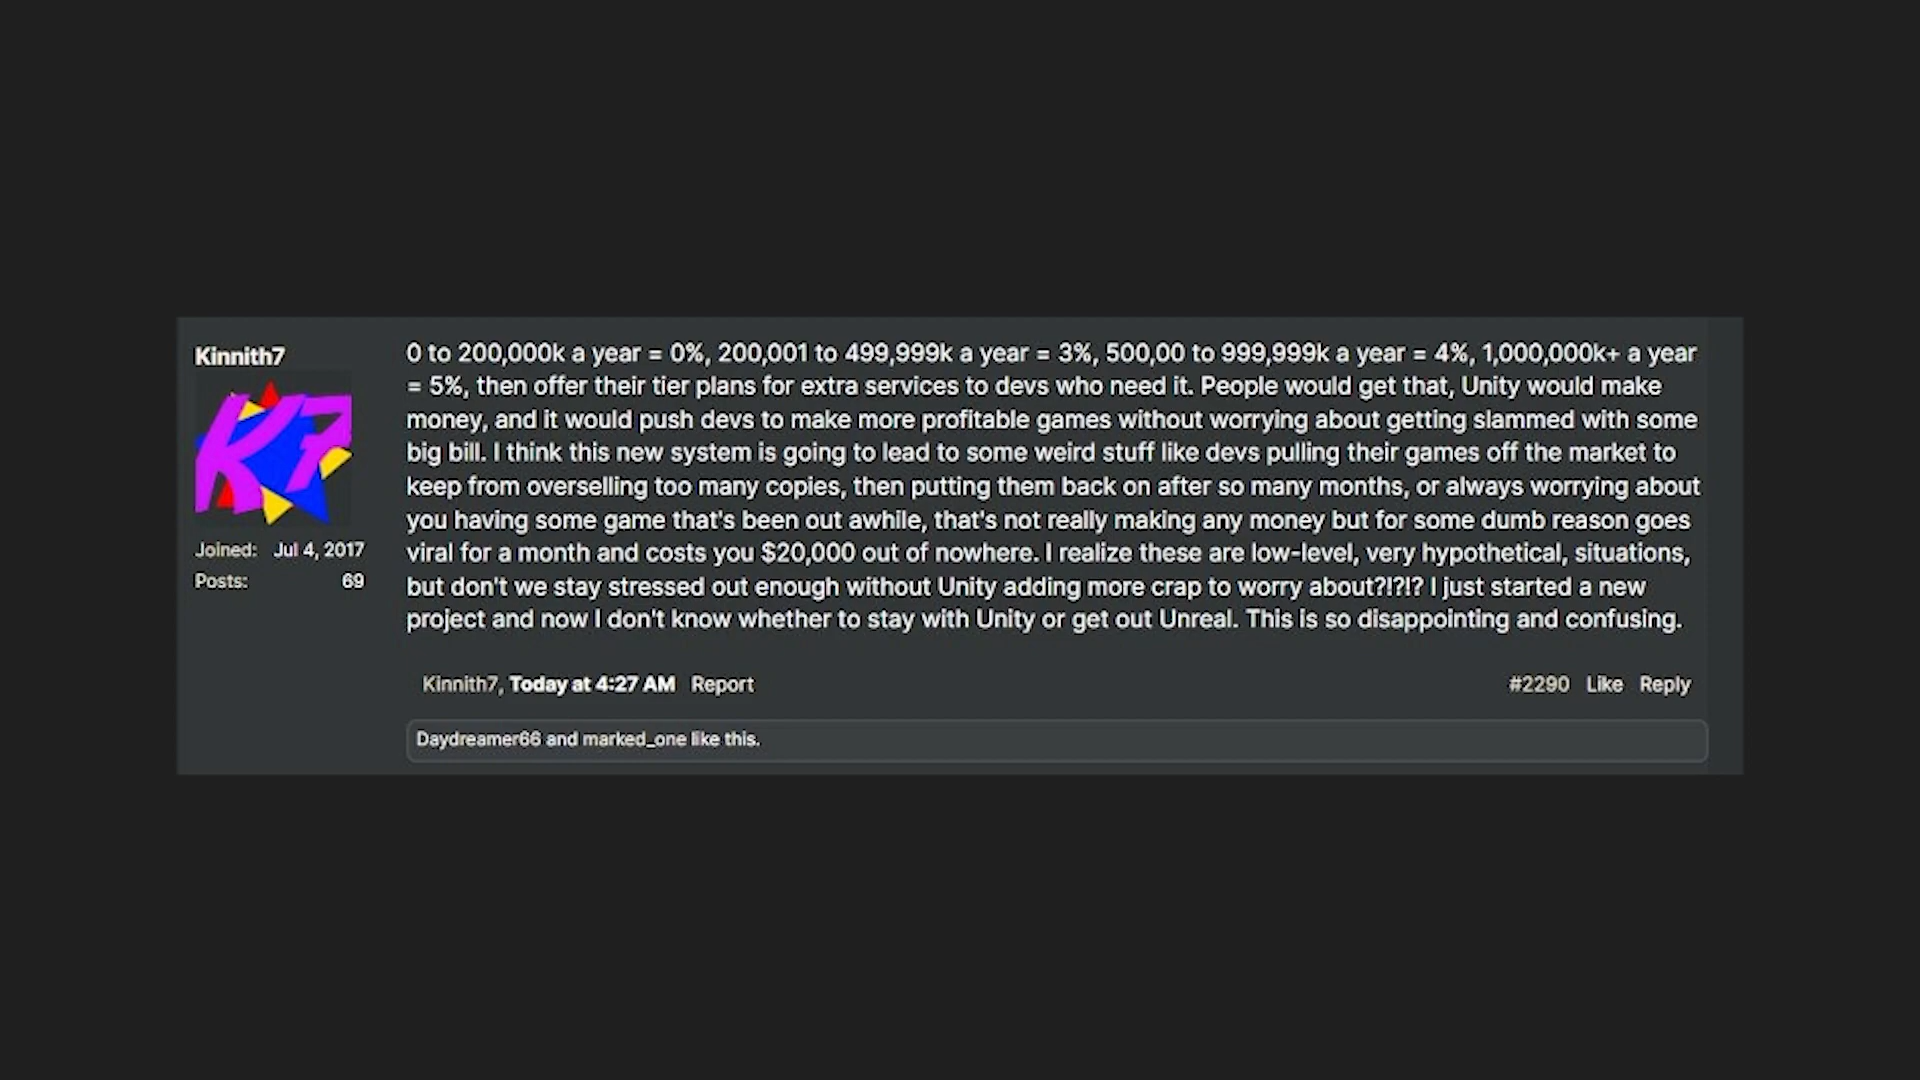 Kinnith7
K7
Joined: Jul 4, 2017
Posts: 69
0 to 200,000k a year = 0%, 200,001 to 499,999k a year = 3%, 500,00 to 999,999k a year = 4%, 1,000,000k+ a year
= 5%, then offer their tier plans for extra services to devs who need it. People would get that, Unity would make
money, and it would push devs to make more profitable games without worrying about getting slammed with some
big bill. I think this new system is going to lead to some weird stuff like devs pulling their games off the market to
keep from overselling too many copies, then putting them back on after so many months, or always worrying about
you having some game that's been out awhile, that's not really making any money but for some dumb reason goes
viral for a month and costs you $20,000 out of nowhere. I realize these are low-level, very hypothetical, situations,
but don't we stay stressed out enough without Unity adding more crap to worry about?!?!? I just started a new
project and now I don't know whether to stay with Unity or get out Unreal. This is so disappointing and confusing.
Kinnith7, Today at 4:27 AM Report
#2290 Like Reply
Daydreamer66 and marked_one like this.